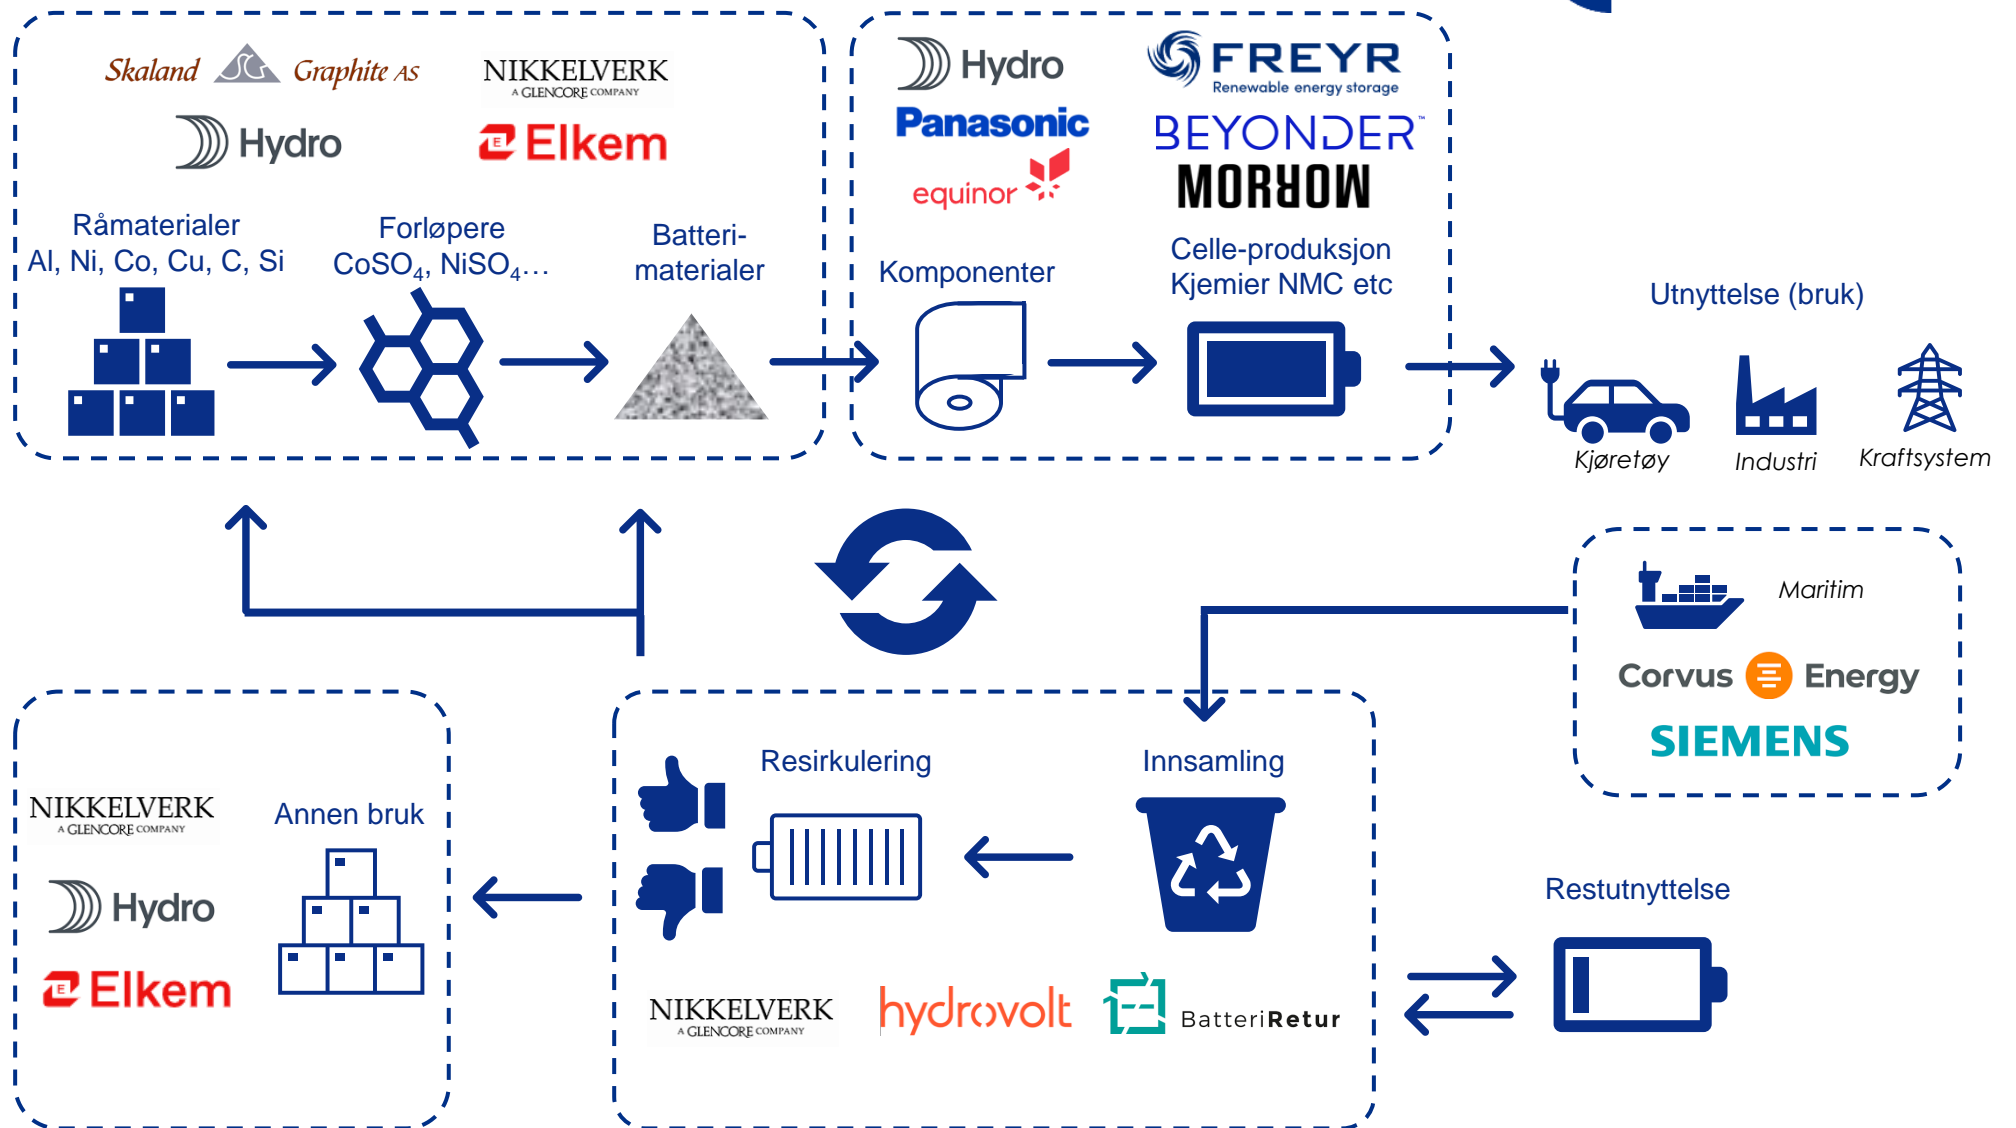 Skaland SG Graphite AS
NIKKELVERK
A GLENCORE COMPANY
Hydro
E Elkem
Råmaterialer
Al, Ni, Co, Cu, C, Si
Forløpere
CoSO₄, NiSO₄…
Batteri-
materialer
Hydro
Panasonic
equinor
FREYR
Renewable energy storage
BEYONDER™
MORROW
Komponenter
Celle-produksjon
Kjemier NMC etc
Utnyttelse (bruk)
Kjøretøy
Industri
Kraftsystem
Maritim
Corvus Energy
SIEMENS
NIKKELVERK
A GLENCORE COMPANY
Hydro
E Elkem
Annen bruk
Resirkulering
Innsamling
NIKKELVERK
A GLENCORE COMPANY
hydrovolt
BatteriRetur
Restutnyttelse